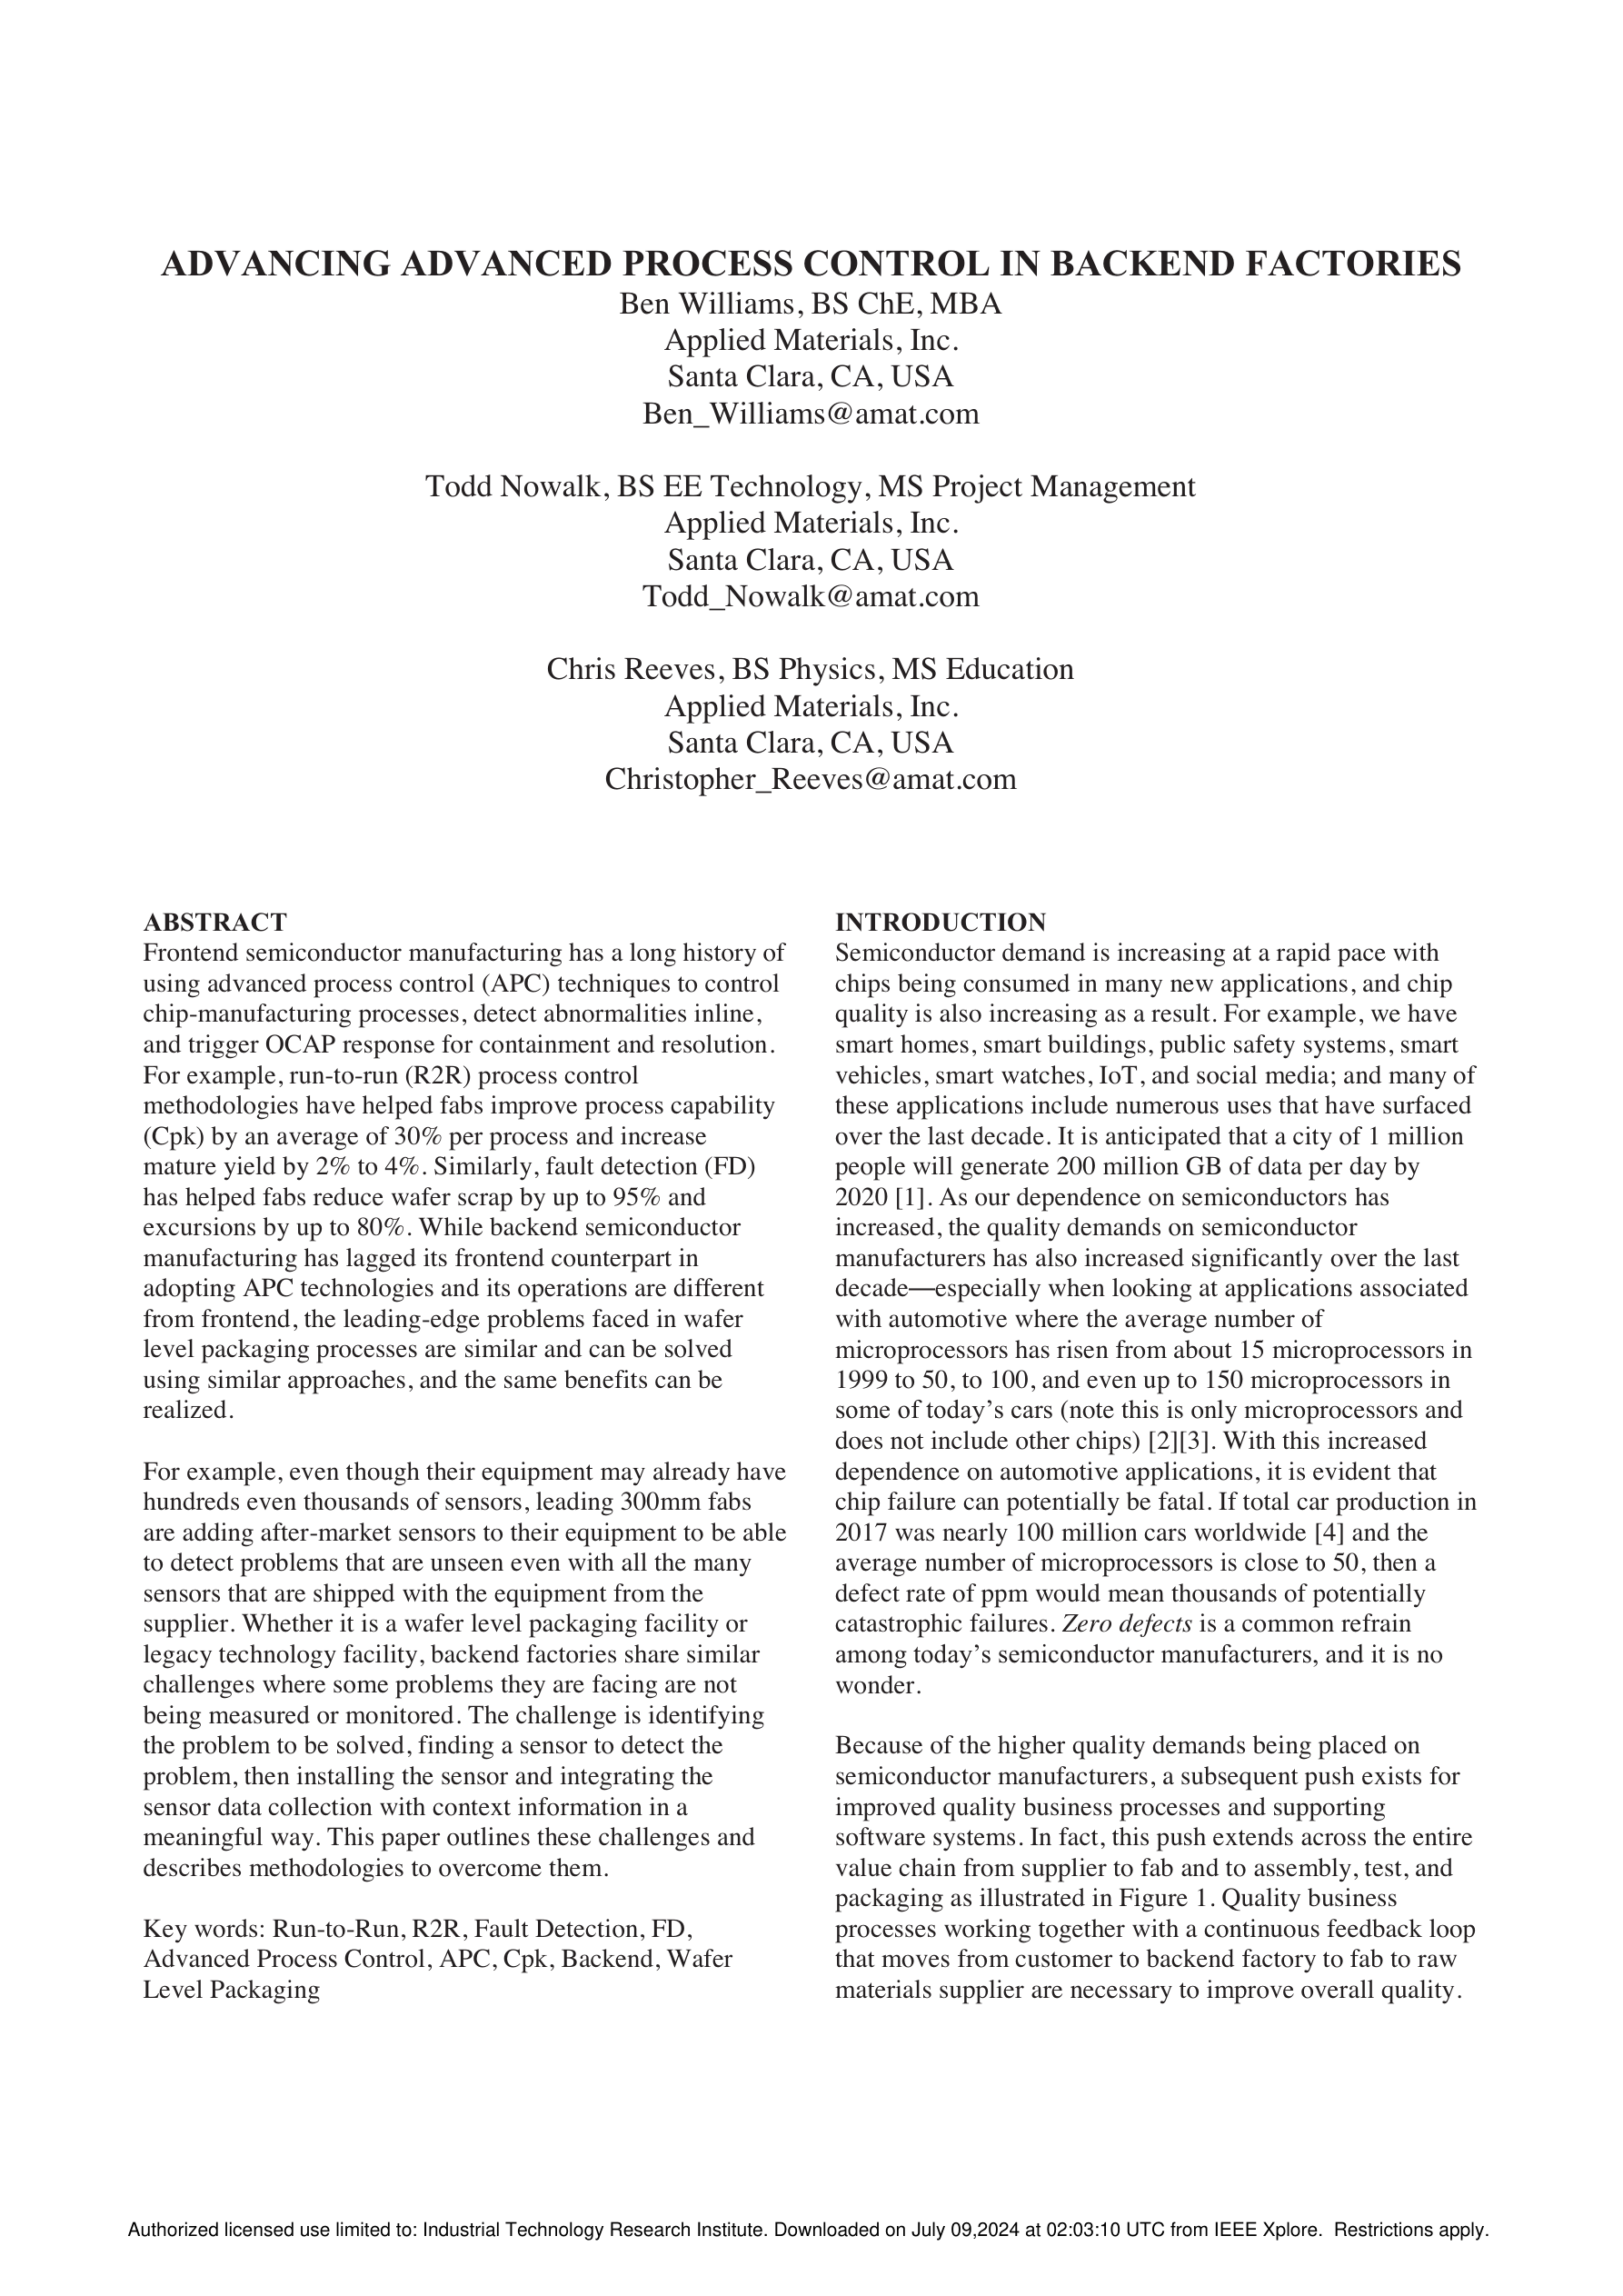 ADVANCING ADVANCED PROCESS CONTROL IN BACKEND FACTORIES
Ben Williams, BS ChE, MBA
Applied Materials, Inc.
Santa Clara, CA, USA
Ben_Williams@amat.com
Todd Nowalk, BS EE Technology, MS Project Management
Applied Materials, Inc.
Santa Clara, CA, USA
Todd_Nowalk@amat.com
Chris Reeves, BS Physics, MS Education
Applied Materials, Inc.
Santa Clara, CA, USA
Christopher_Reeves@amat.com
ABSTRACT
Frontend semiconductor manufacturing has a long history of
using advanced process control (APC) techniques to control
chip-manufacturing processes, detect abnormalities inline,
and trigger OCAP response for containment and resolution.
For example, run-to-run (R2R) process control
methodologies have helped fabs improve process capability
(Cpk) by an average of 30% per process and increase
mature yield by 2% to 4%. Similarly, fault detection (FD)
has helped fabs reduce wafer scrap by up to 95% and
excursions by up to 80%. While backend semiconductor
manufacturing has lagged its frontend counterpart in
adopting APC technologies and its operations are different
from frontend, the leading-edge problems faced in wafer
level packaging processes are similar and can be solved
using similar approaches, and the same benefits can be
realized.
For example, even though their equipment may already have
hundreds even thousands of sensors, leading 300mm fabs
are adding after-market sensors to their equipment to be able
to detect problems that are unseen even with all the many
sensors that are shipped with the equipment from the
supplier. Whether it is a wafer level packaging facility or
legacy technology facility, backend factories share similar
challenges where some problems they are facing are not
being measured or monitored. The challenge is identifying
the problem to be solved, finding a sensor to detect the
problem, then installing the sensor and integrating the
sensor data collection with context information in a
meaningful way. This paper outlines these challenges and
describes methodologies to overcome them.
Key words: Run-to-Run, R2R, Fault Detection, FD,
Advanced Process Control, APC, Cpk, Backend, Wafer
Level Packaging
INTRODUCTION
Semiconductor demand is increasing at a rapid pace with
chips being consumed in many new applications, and chip
quality is also increasing as a result. For example, we have
smart homes, smart buildings, public safety systems, smart
vehicles, smart watches, IoT, and social media; and many of
these applications include numerous uses that have surfaced
over the last decade. It is anticipated that a city of 1 million
people will generate 200 million GB of data per day by
2020 [1]. As our dependence on semiconductors has
increased, the quality demands on semiconductor
manufacturers has also increased significantly over the last
decade—especially when looking at applications associated
with automotive where the average number of
microprocessors has risen from about 15 microprocessors in
1999 to 50, to 100, and even up to 150 microprocessors in
some of today’s cars (note this is only microprocessors and
does not include other chips) [2][3]. With this increased
dependence on automotive applications, it is evident that
chip failure can potentially be fatal. If total car production in
2017 was nearly 100 million cars worldwide [4] and the
average number of microprocessors is close to 50, then a
defect rate of ppm would mean thousands of potentially
catastrophic failures. Zero defects is a common refrain
among today’s semiconductor manufacturers, and it is no
wonder.
Because of the higher quality demands being placed on
semiconductor manufacturers, a subsequent push exists for
improved quality business processes and supporting
software systems. In fact, this push extends across the entire
value chain from supplier to fab and to assembly, test, and
packaging as illustrated in Figure 1. Quality business
processes working together with a continuous feedback loop
that moves from customer to backend factory to fab to raw
materials supplier are necessary to improve overall quality.
Authorized licensed use limited to: Industrial Technology Research Institute. Downloaded on July 09,2024 at 02:03:10 UTC from IEEE Xplore. Restrictions apply.